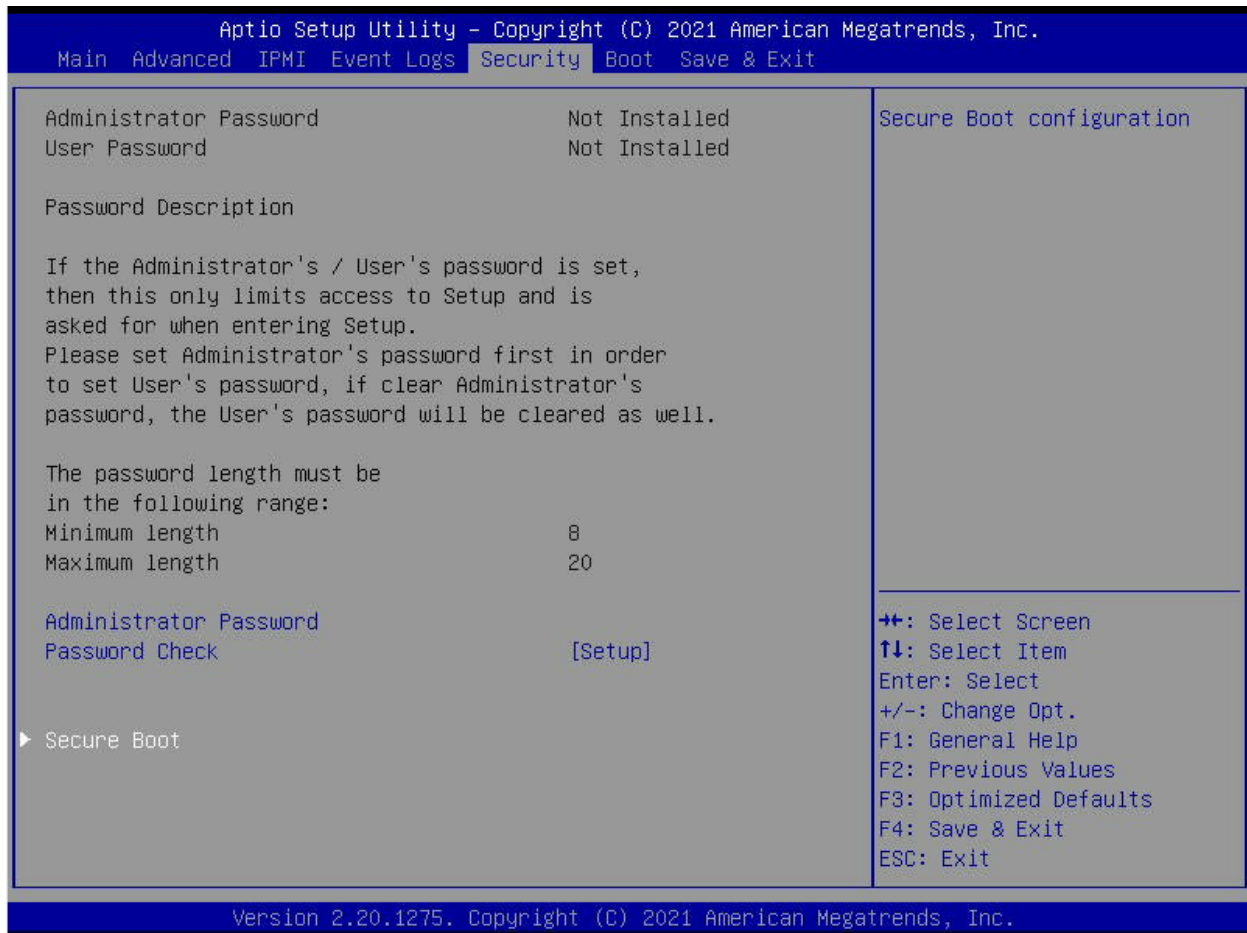 Aptio Setup Utility – Copyright (C) 2021 American Megatrends, Inc.
Main Advanced IPMI Event Logs Security Boot Save & Exit
Administrator Password Not Installed
User Password Not Installed
Password Description
If the Administrator's / User's password is set,
then this only limits access to Setup and is
asked for when entering Setup.
Please set Administrator's password first in order
to set User's password, if clear Administrator's
password, the User's password will be cleared as well.
The password length must be
in the following range:
Minimum length 8
Maximum length 20
Administrator Password
Password Check [Setup]
▶ Secure Boot
Secure Boot configuration
→←: Select Screen
↑↓: Select Item
Enter: Select
+/-: Change Opt.
F1: General Help
F2: Previous Values
F3: Optimized Defaults
F4: Save & Exit
ESC: Exit
Version 2.20.1275. Copyright (C) 2021 American Megatrends, Inc.